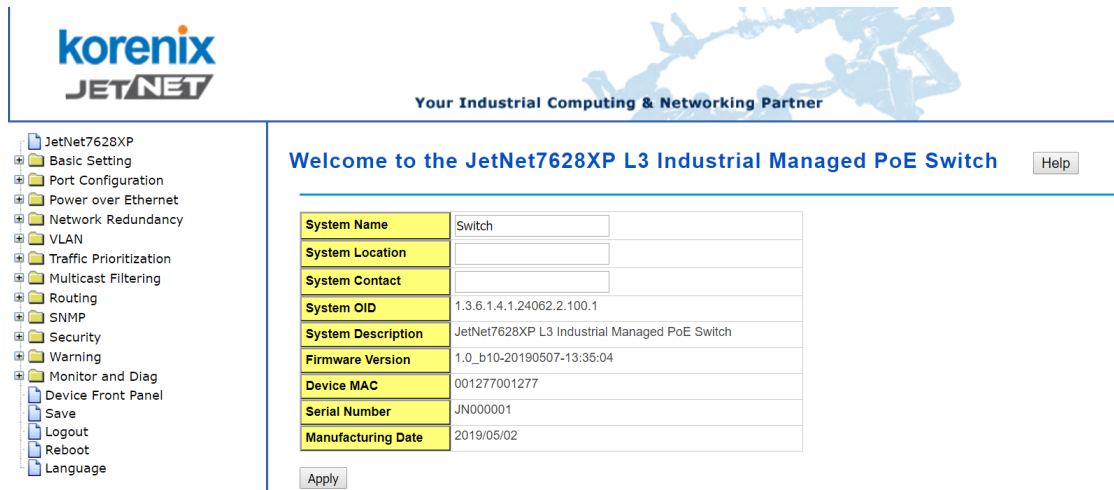 korenix
JETNET
Your Industrial Computing & Networking Partner
JetNet7628XP
Basic Setting
Port Configuration
Power over Ethernet
Network Redundancy
VLAN
Traffic Prioritization
Multicast Filtering
Routing
SNMP
Security
Warning
Monitor and Diag
Device Front Panel
Save
Logout
Reboot
Language
Welcome to the JetNet7628XP L3 Industrial Managed PoE Switch
Help
System Name Switch
System Location
System Contact
System OID 1.3.6.1.4.1.24062.2.100.1
System Description JetNet7628XP L3 Industrial Managed PoE Switch
Firmware Version 1.0_b10-20190507-13:35:04
Device MAC 001277001277
Serial Number JN000001
Manufacturing Date 2019/05/02
Apply